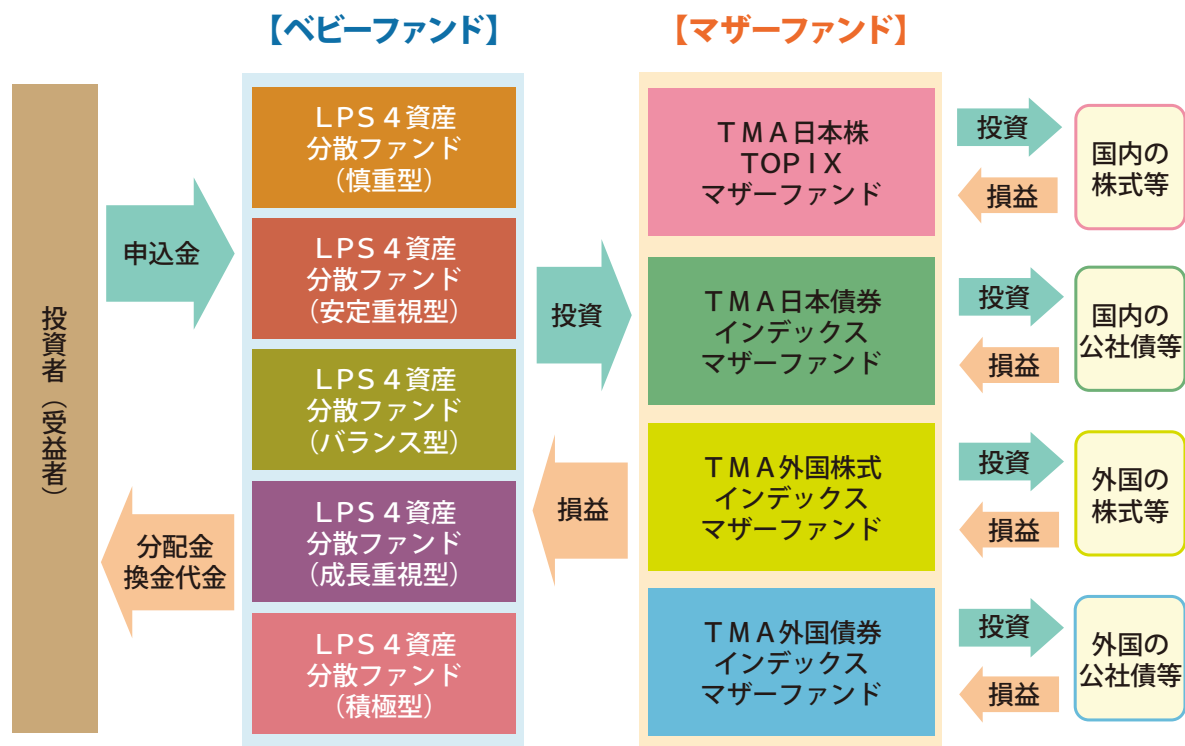 【ベビーファンド】
【マザーファンド】
投資者（受益者）
申込金
分配金
換金代金
ＬＰＳ４資産
分散ファンド
（慎重型）
ＬＰＳ４資産
分散ファンド
（安定重視型）
ＬＰＳ４資産
分散ファンド
（バランス型）
ＬＰＳ４資産
分散ファンド
（成長重視型）
ＬＰＳ４資産
分散ファンド
（積極型）
投資
損益
ＴＭＡ日本株
ＴＯＰＩＸ
マザーファンド
投資
損益
国内の
株式等
ＴＭＡ日本債券
インデックス
マザーファンド
投資
損益
国内の
公社債等
ＴＭＡ外国株式
インデックス
マザーファンド
投資
損益
外国の
株式等
ＴＭＡ外国債券
インデックス
マザーファンド
投資
損益
外国の
公社債等